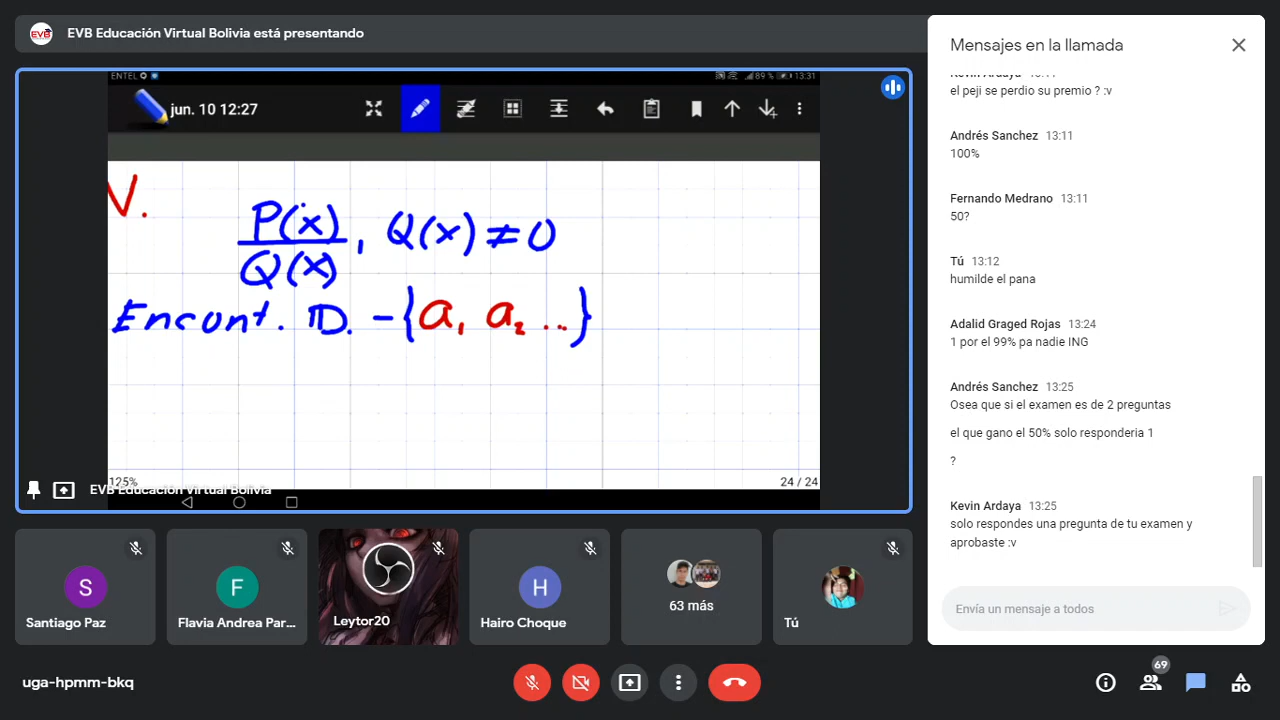 EVB Educación Virtual Bolivia está presentando
ENTEL 89 % 13:31
jun. 10 12:27
V.
P(x)
Q(x) , Q(x) ≠ 0
Encont. D. -{a1 a2 ...}
125%
24 / 24
EVB Educación Virtual Bolivia
S
Santiago Paz
F
Flavia Andrea Par...
Leytor20
H
Hairo Choque
63 más
Tú
uga-hpmm-bkq
69
Mensajes en la llamada
Kevin Ardaya 13:11
el peji se perdio su premio ? :v
Andrés Sanchez 13:11
100%
Fernando Medrano 13:11
50?
Tú 13:12
humilde el pana
Adalid Graged Rojas 13:24
1 por el 99% pa nadie ING
Andrés Sanchez 13:25
Osea que si el examen es de 2 preguntas
el que gano el 50% solo responderia 1
?
Kevin Ardaya 13:25
solo respondes una pregunta de tu examen y
aprobaste :v
Envía un mensaje a todos